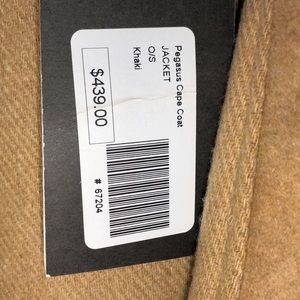 Pegasus Cape Coat
JACKET
O/S
Khaki
$439.00
# 67204